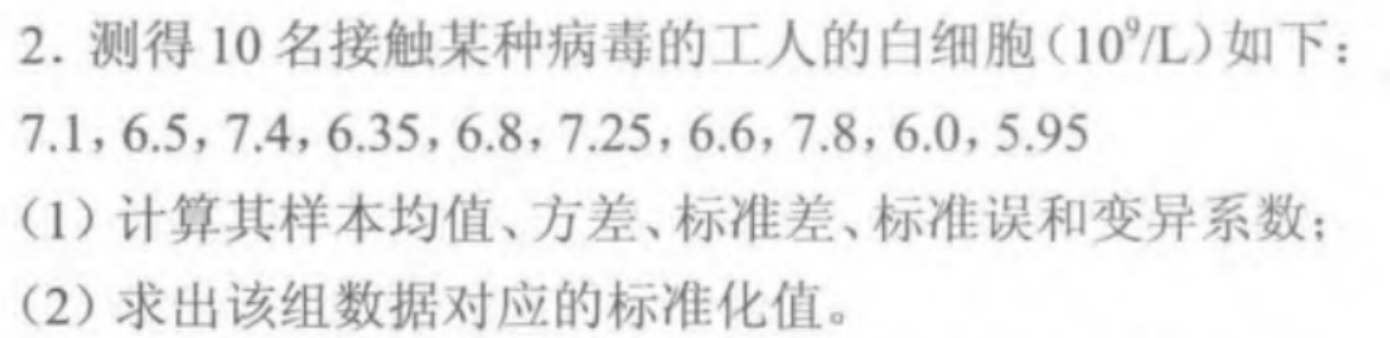 2. 测得 10 名接触某种病毒的工人的白细胞（10⁹/L）如下：
7.1，6.5，7.4，6.35，6.8，7.25，6.6，7.8，6.0，5.95
（1）计算其样本均值、方差、标准差、标准误和变异系数；
（2）求出该组数据对应的标准化值。